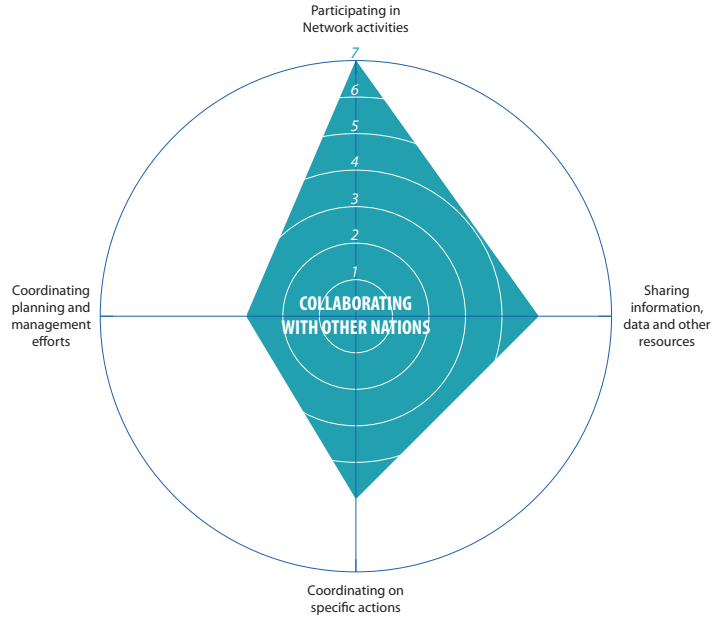 Participating in
Network activities
7
6
5
4
3
2
1
Coordinating
planning and
management
efforts
COLLABORATING
WITH OTHER NATIONS
Sharing
information,
data and other
resources
Coordinating on
specific actions